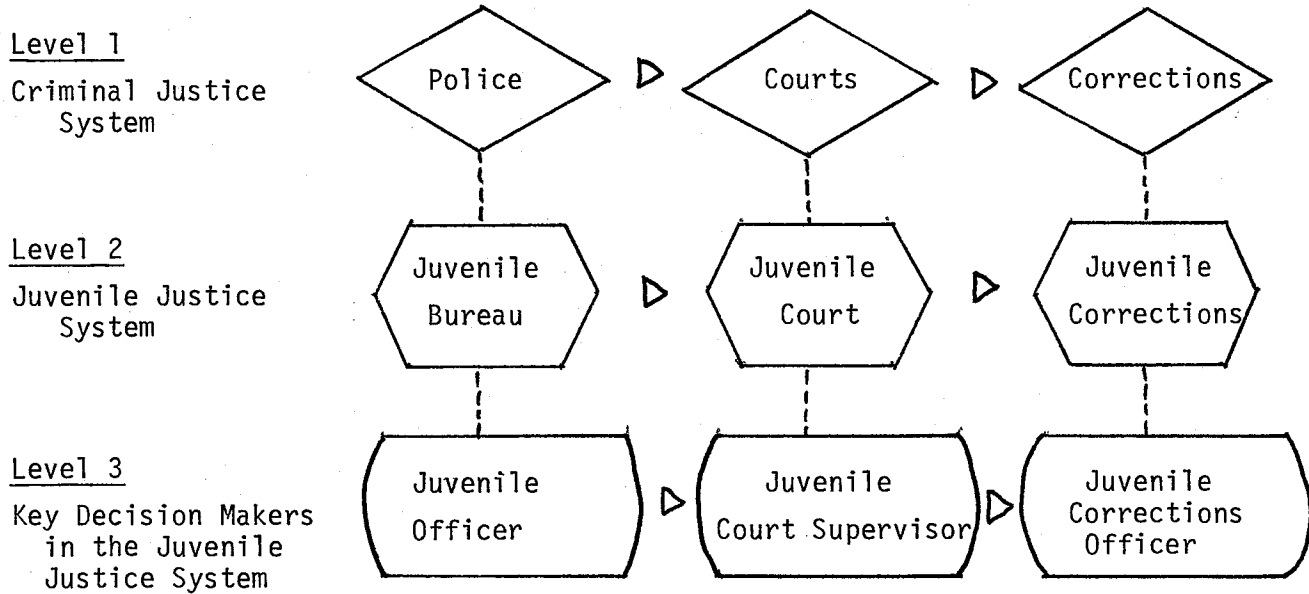 Level 1
Criminal Justice
System
Police
Courts
Corrections
Level 2
Juvenile Justice
System
Juvenile
Bureau
Juvenile
Court
Juvenile
Corrections
Level 3
Key Decision Makers
in the Juvenile
Justice System
Juvenile
Officer
Juvenile
Court Supervisor
Juvenile
Corrections
Officer